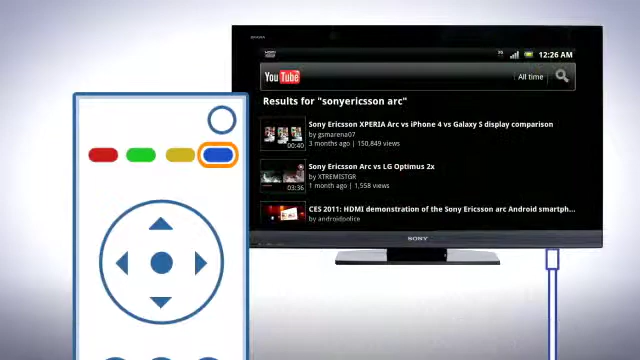 12:26 AM
YouTube
All time
Results for "sonyericsson arc"
Sony Ericsson XPERIA Arc vs iPhone 4 vs Galaxy S display comparison
by gsmarena07
00:40
3 months ago | 150,849 views
Sony Ericsson Arc vs LG Optimus 2x
by XTREMISTGR
03:36
1 month ago | 1,558 views
CES 2011: HDMI demonstration of the Sony Ericsson arc Android smartph...
by androidpolice
SONY